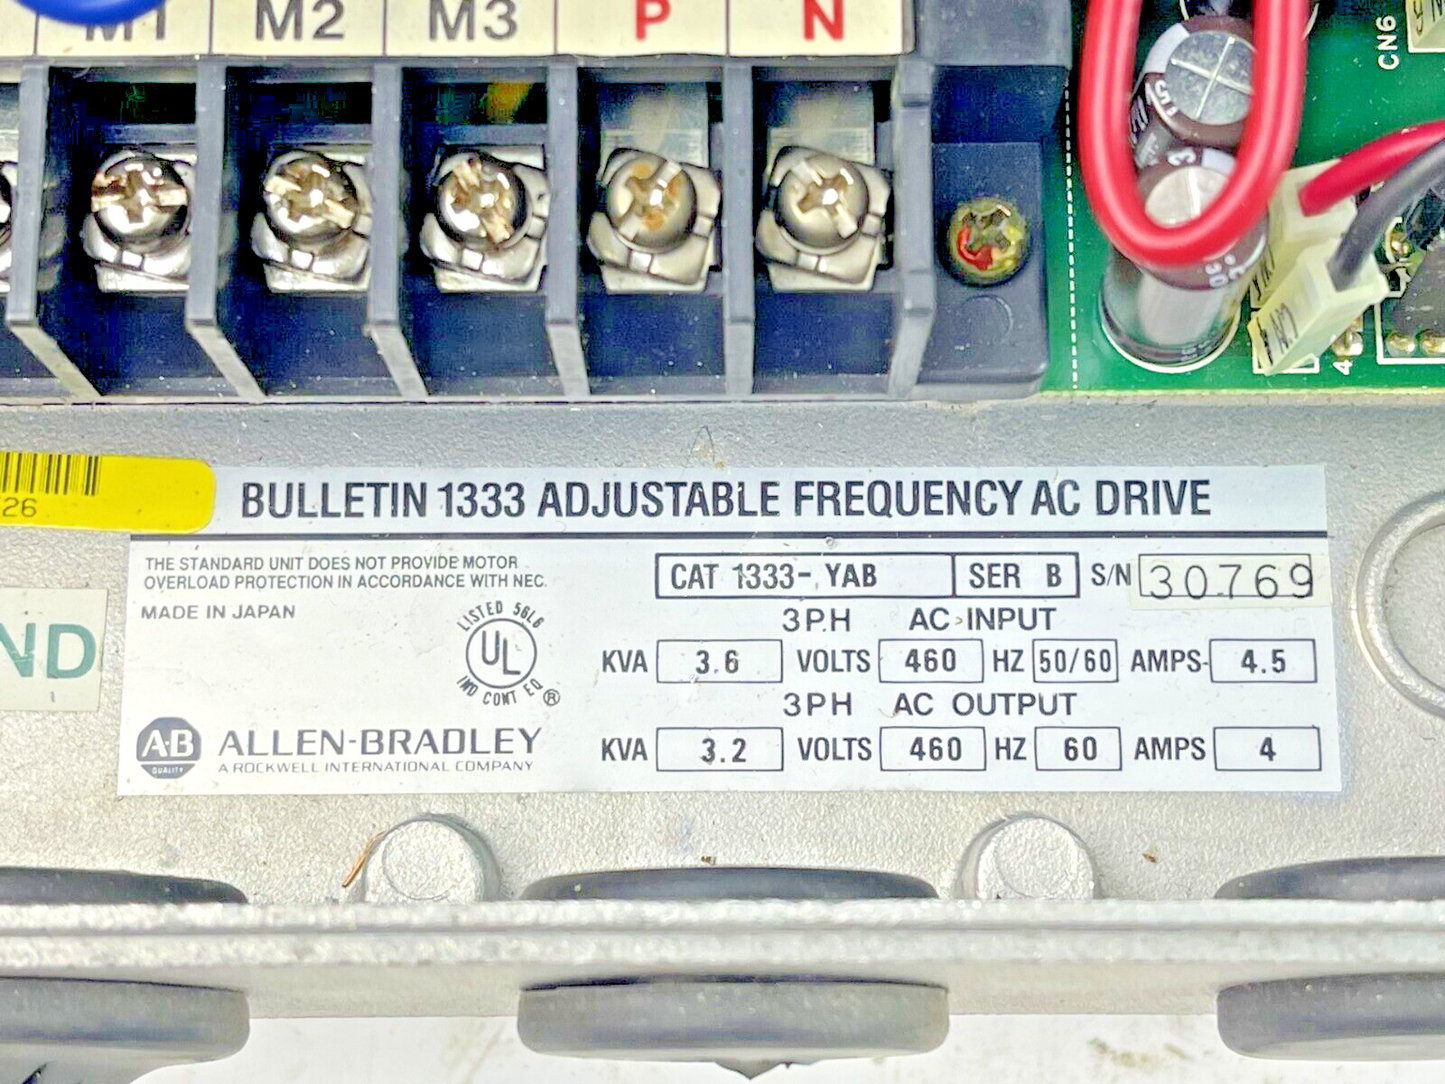 M1 M2 M3 P N
CN6
26
BULLETIN 1333 ADJUSTABLE FREQUENCY AC DRIVE
THE STANDARD UNIT DOES NOT PROVIDE MOTOR
OVERLOAD PROTECTION IN ACCORDANCE WITH NEC.
MADE IN JAPAN
CAT 1333- YAB SER B S/N 30769
3PH AC INPUT
KVA 3.6 VOLTS 460 HZ 50/60 AMPS 4.5
3PH AC OUTPUT
KVA 3.2 VOLTS 460 HZ 60 AMPS 4
LISTED 56L6
UL
IND CONT EQ
®
ND
A-B
QUALITY
ALLEN-BRADLEY
A ROCKWELL INTERNATIONAL COMPANY